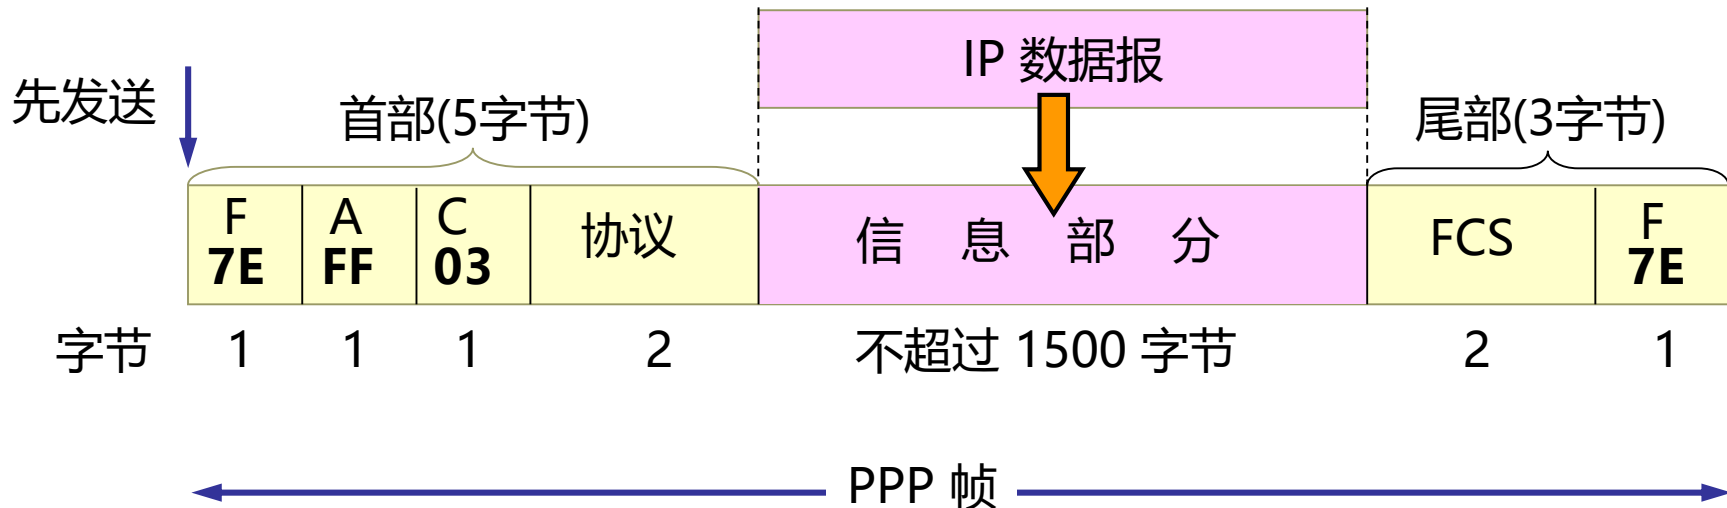 IP 数据报
先发送
首部(5字节)
尾部(3字节)
F A C 协议 信息部分 FCS F
7E FF 03 7E
字节 1 1 1 2 不超过 1500 字节 2 1
PPP 帧